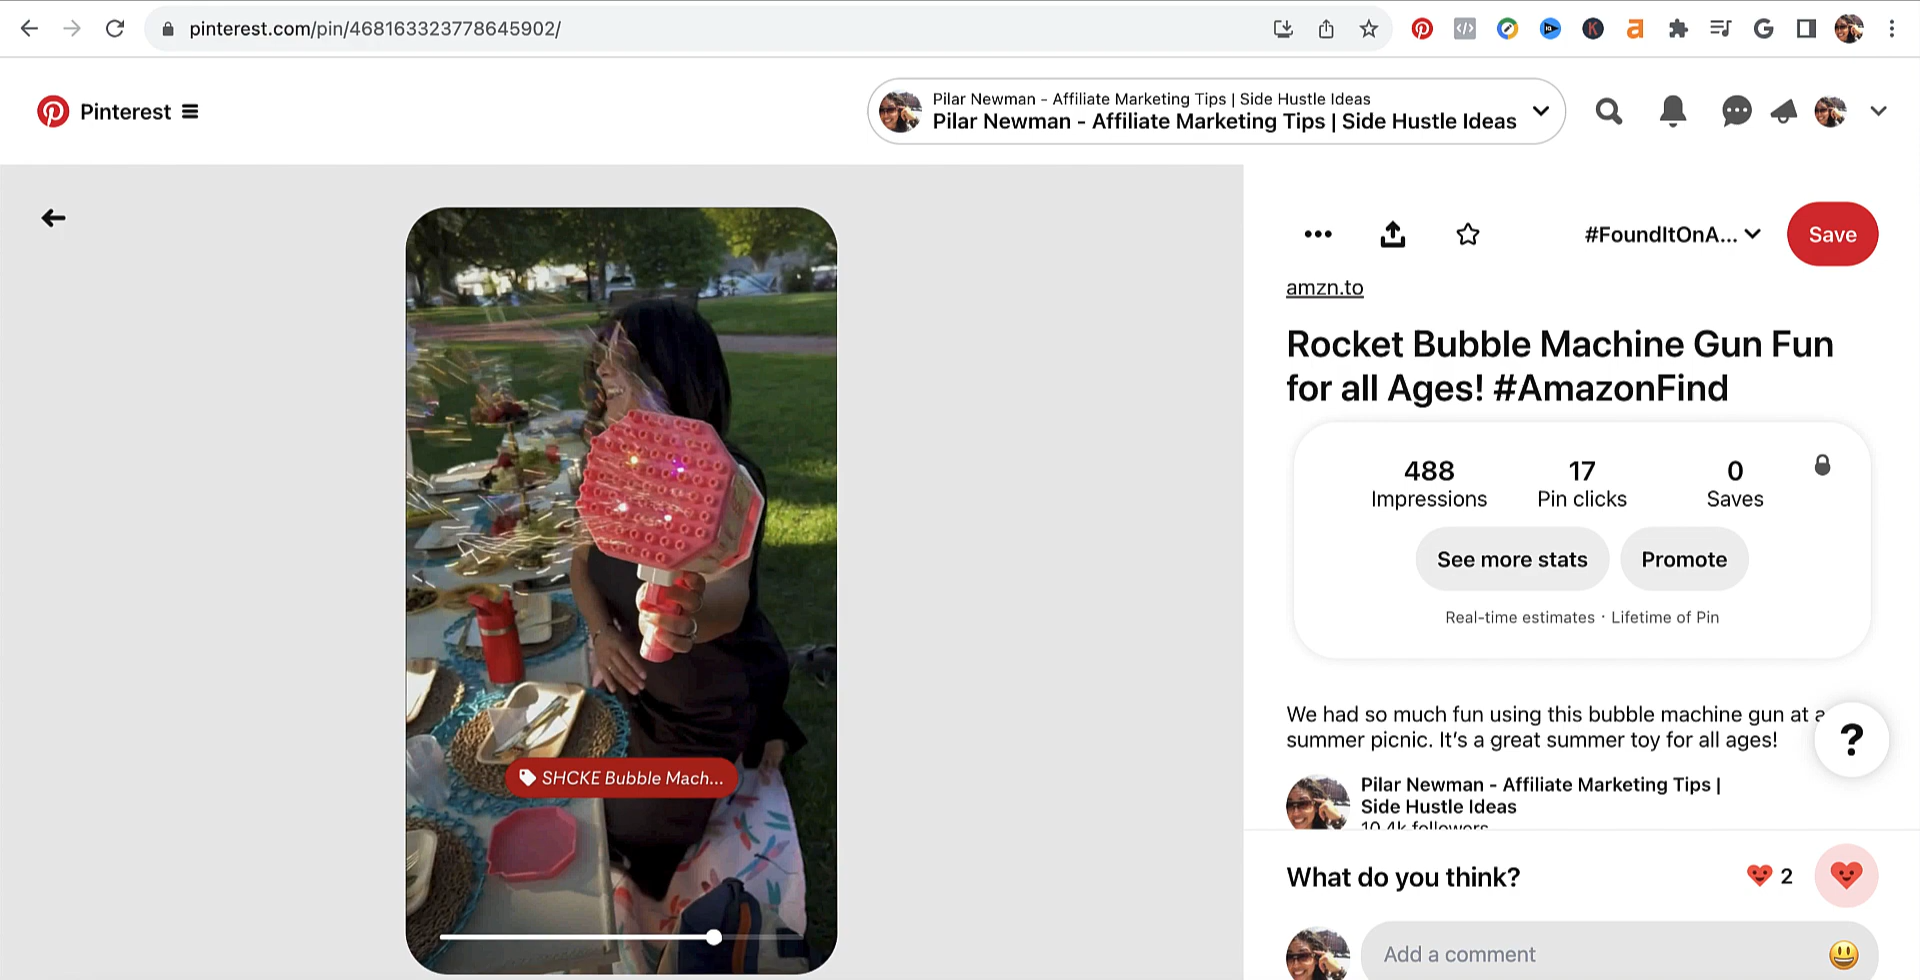 pinterest.com/pin/468163323778645902/
Pinterest
Pilar Newman - Affiliate Marketing Tips | Side Hustle Ideas
Pilar Newman - Affiliate Marketing Tips | Side Hustle Ideas
#FoundItOnA...
Save
amzn.to
Rocket Bubble Machine Gun Fun
for all Ages! #AmazonFind
488
Impressions
17
Pin clicks
0
Saves
See more stats
Promote
Real-time estimates · Lifetime of Pin
We had so much fun using this bubble machine gun at a
summer picnic. It’s a great summer toy for all ages!
?
Pilar Newman - Affiliate Marketing Tips |
Side Hustle Ideas
10.4k followers
SHCKE Bubble Mach...
What do you think?
2
Add a comment